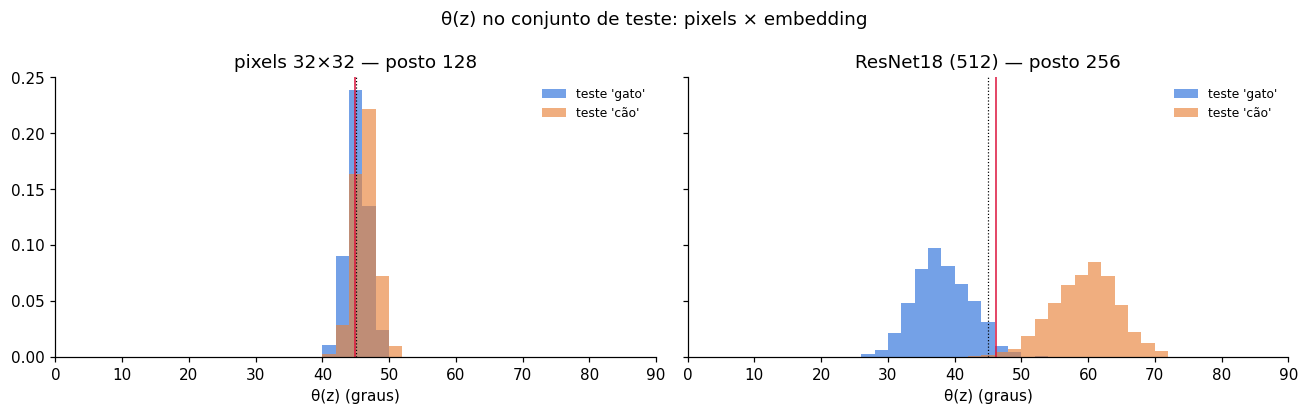 θ(z) no conjunto de teste: pixels × embedding
pixels 32×32 — posto 128
0.25
0.20
0.15
0.10
0.05
0.00
teste 'gato'
teste 'cão'
0 10 20 30 40 50 60 70 80 90
θ(z) (graus)
ResNet18 (512) — posto 256
teste 'gato'
teste 'cão'
0 10 20 30 40 50 60 70 80 90
θ(z) (graus)